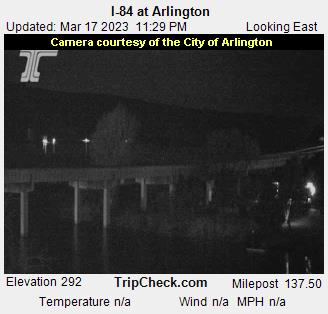 I-84 at Arlington
Updated: Mar 17 2023 11:29 PM Looking East
Camera courtesy of the City of Arlington
Elevation 292 TripCheck.com Milepost 137.50
Temperature n/a Wind n/a MPH n/a